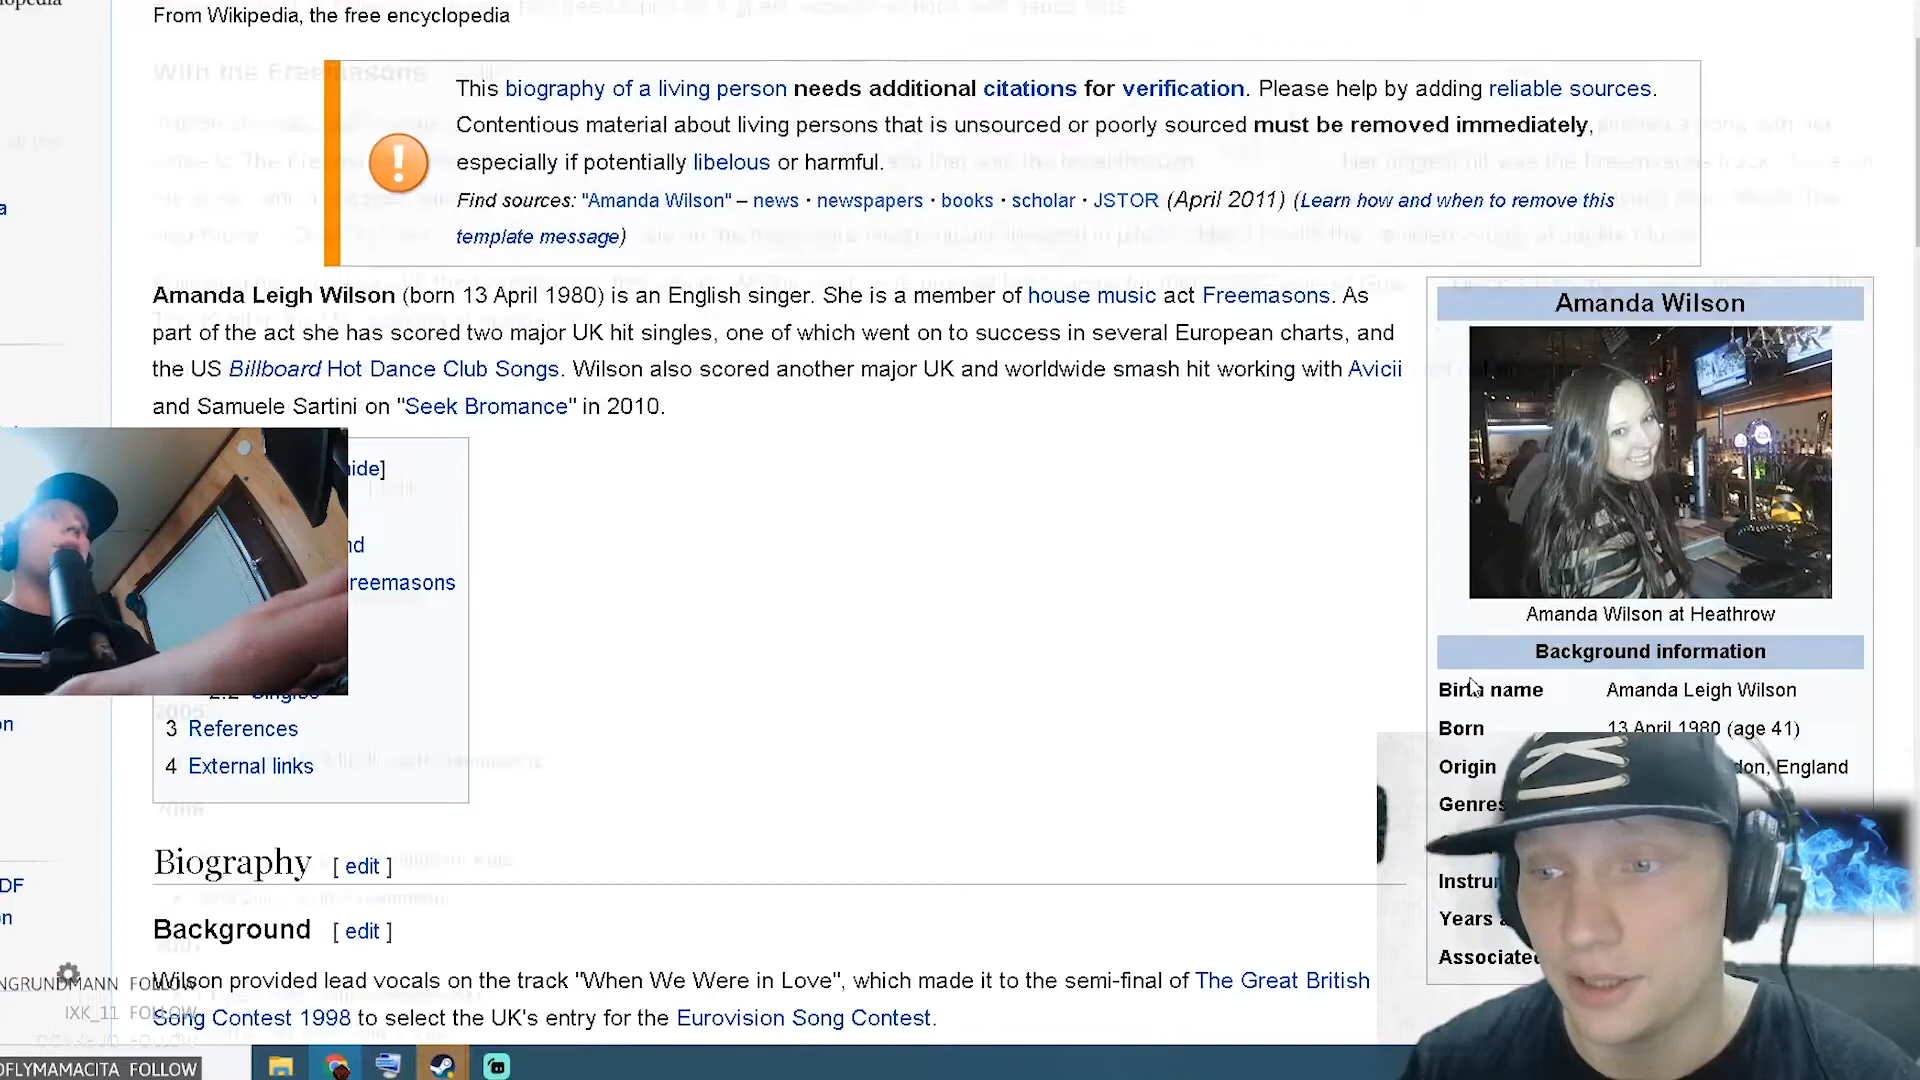 From Wikipedia, the free encyclopedia
This biography of a living person needs additional citations for verification. Please help by adding reliable sources.
Contentious material about living persons that is unsourced or poorly sourced must be removed immediately,
especially if potentially libelous or harmful.
Find sources: "Amanda Wilson" – news · newspapers · books · scholar · JSTOR (April 2011) (Learn how and when to remove this
template message)
Amanda Leigh Wilson (born 13 April 1980) is an English singer. She is a member of house music act Freemasons. As
part of the act she has scored two major UK hit singles, one of which went on to success in several European charts, and
the US Billboard Hot Dance Club Songs. Wilson also scored another major UK and worldwide smash hit working with Avicii
and Samuele Sartini on "Seek Bromance" in 2010.
Amanda Wilson
Amanda Wilson at Heathrow
Background information
Birth name Amanda Leigh Wilson
Born 13 April 1980 (age 41)
Origin England
Genres
Years
Associated
With the Freemasons
3 References
4 External links
Biography [ edit ]
Background [ edit ]
Wilson provided lead vocals on the track "When We Were in Love", which made it to the semi-final of The Great British
Song Contest 1998 to select the UK's entry for the Eurovision Song Contest.
FOLLOW
IXK_11 FOLLOW
FOLLOW